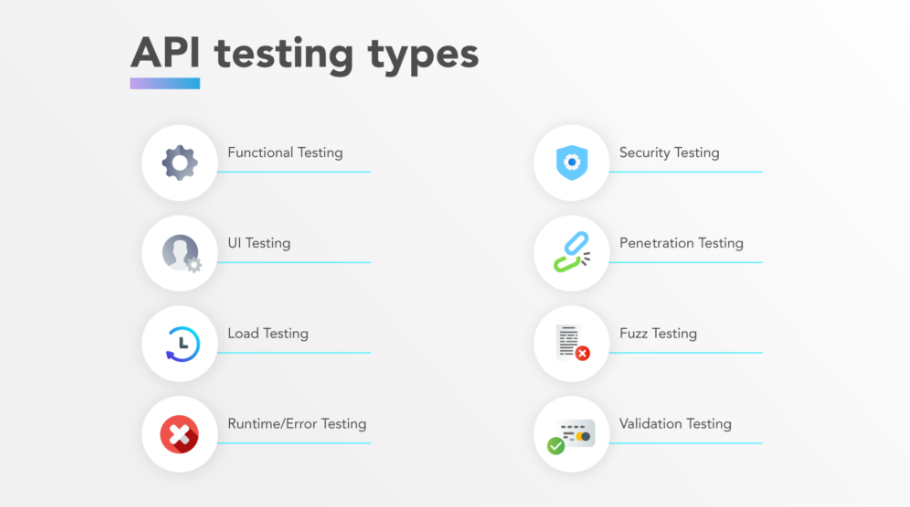 API testing types
Functional Testing
UI Testing
Load Testing
Runtime/Error Testing
Security Testing
Penetration Testing
Fuzz Testing
Validation Testing